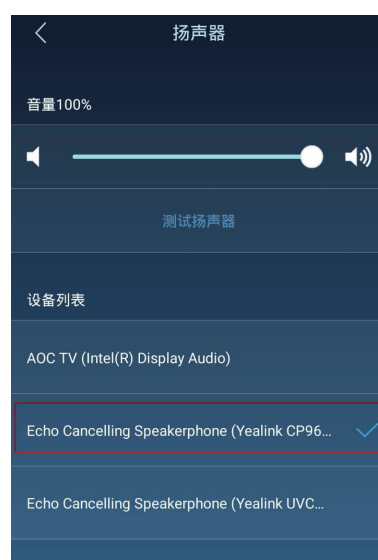 扬声器
音量100%
测试扬声器
设备列表
AOC TV (Intel(R) Display Audio)
Echo Cancelling Speakerphone (Yealink CP96...
Echo Cancelling Speakerphone (Yealink UVC...